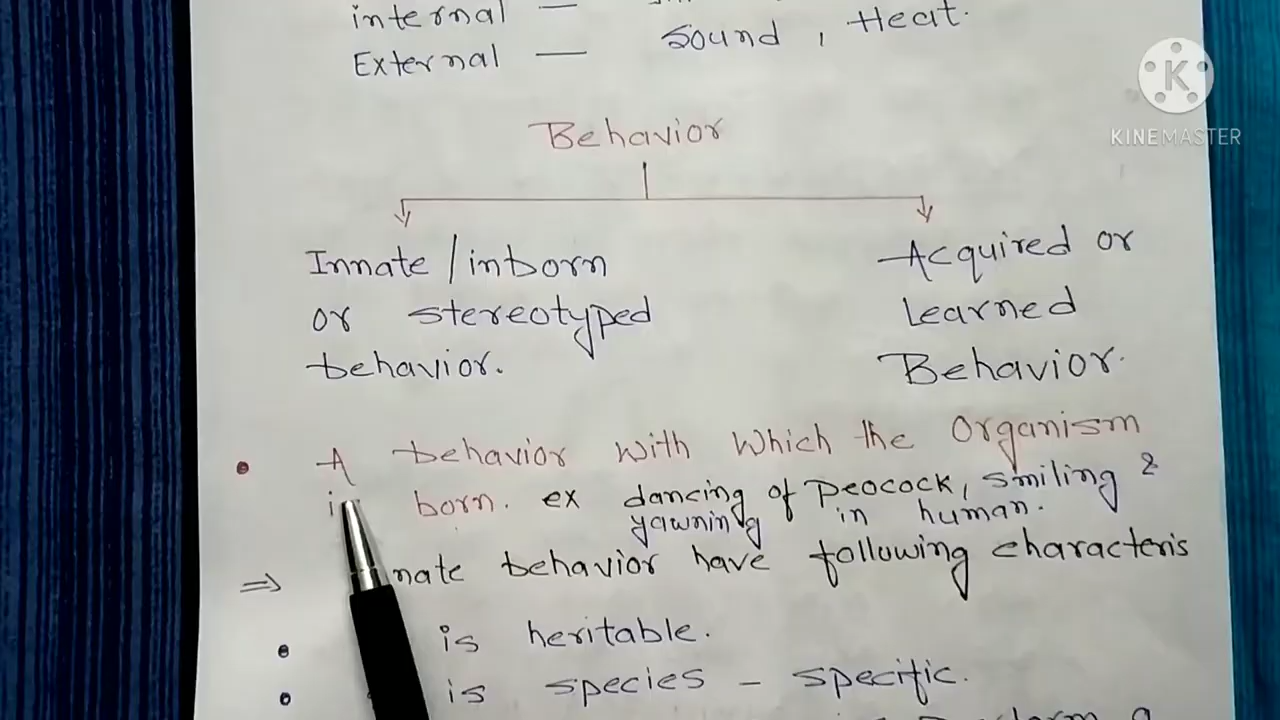 internal —
External — Sound, Heat.
K
KINEMASTER
Behavior
Innate/inborn
or stereotyped
behavior.
Acquired or
Learned
Behavior.
• A behavior with which the organism
born. ex dancing of Peocock, smiling &
yawning in human.
⇒ nate behavior have following characteris
• is heritable.
• is species - specific.